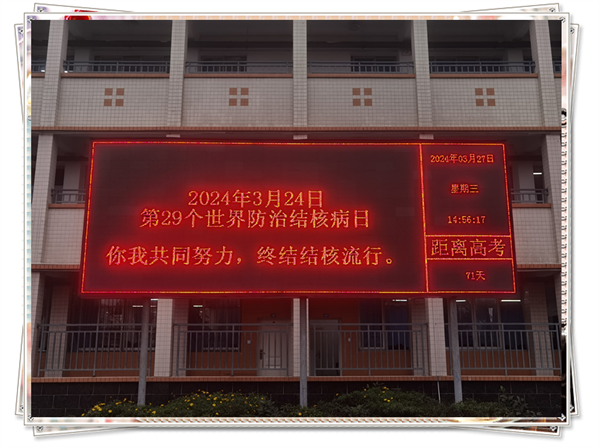 2024年3月24日
第29个世界防治结核病日
你我共同努力，终结结核流行。
2024年03月27日
星期三
14:56:17
距离高考
71天